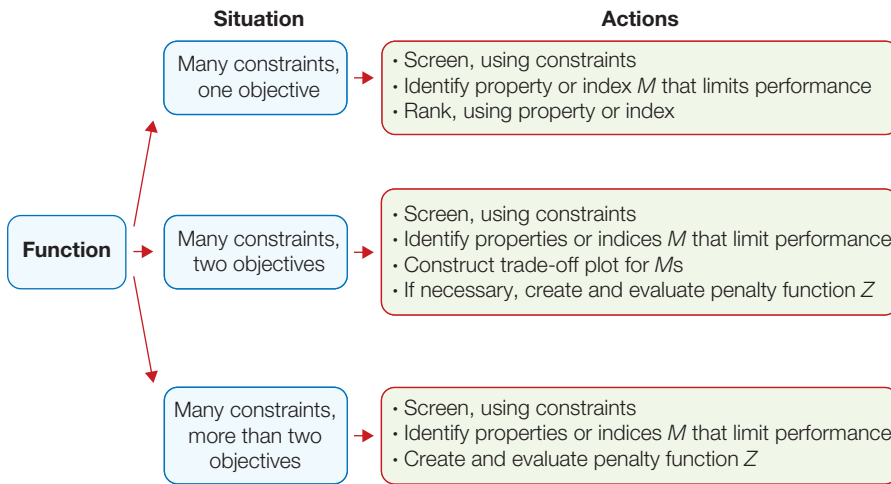 Situation
Actions
Many constraints,
one objective
· Screen, using constraints
· Identify property or index M that limits performance
· Rank, using property or index
Function
Many constraints,
two objectives
· Screen, using constraints
· Identify properties or indices M that limit performance
· Construct trade-off plot for Ms
· If necessary, create and evaluate penalty function Z
Many constraints,
more than two
objectives
· Screen, using constraints
· Identify properties or indices M that limit performance
· Create and evaluate penalty function Z